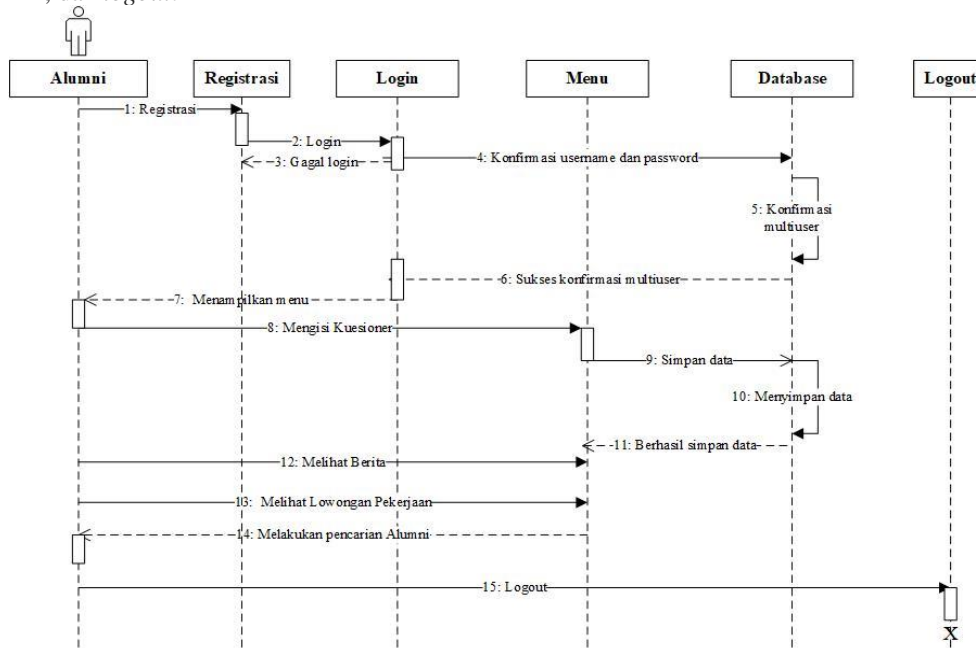 Alumni
Registrasi
Login
Menu
Database
Logout
1: Registrasi
2: Login
3: Gagal login
4: Konfirmasi username dan password
5: Konfirmasi
multiuser
6: Sukses konfirmasi multiuser
7: Menampilkan menu
8: Mengisi Kuesioner
9: Simpan data
10: Menyimpan data
11: Berhasil simpan data
12: Melihat Berita
13: Melihat Lowongan Pekerjaan
14: Melakukan pencarian Alumni
15: Logout
X